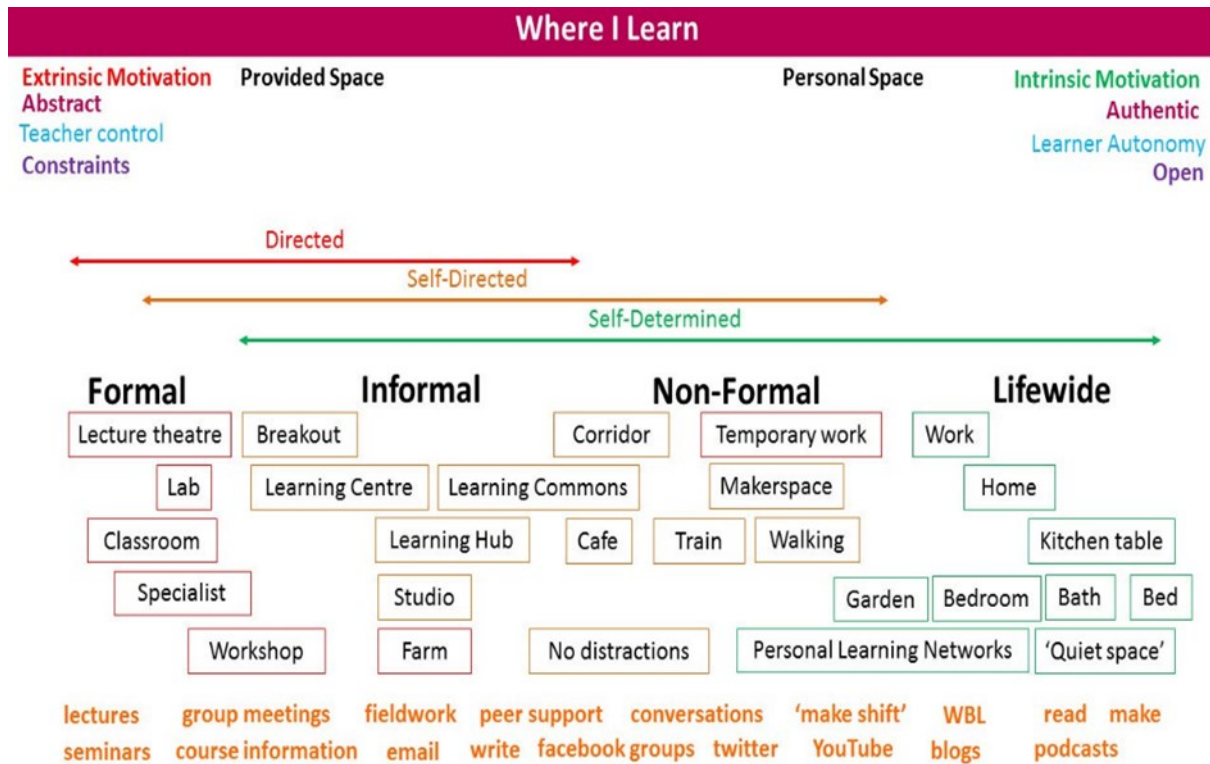 Where I Learn
Extrinsic Motivation Provided Space Personal Space Intrinsic Motivation
Abstract Authentic
Teacher control Learner Autonomy
Constraints Open
Directed
Self-Directed
Self-Determined
Formal Informal Non-Formal Lifewide
Lecture theatre Breakout Corridor Temporary work Work
Lab Learning Centre Learning Commons Makerspace Home
Classroom Learning Hub Cafe Train Walking Kitchen table
Specialist Studio Garden Bedroom Bath Bed
Workshop Farm No distractions Personal Learning Networks 'Quiet space'
lectures group meetings fieldwork peer support conversations 'make shift' WBL read make
seminars course information email write facebook groups twitter YouTube blogs podcasts